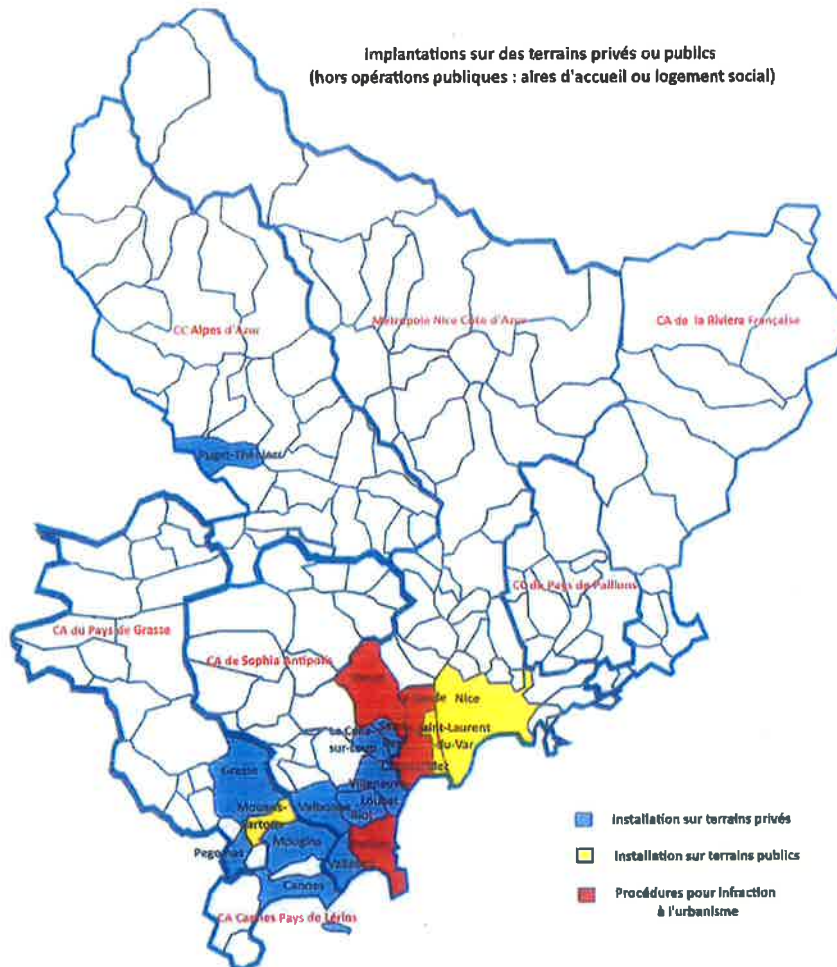 Implantations sur des terrains privés ou publics
(hors opérations publiques : aires d'accueil ou logement social)
CC Alpes d'Azur
Métropole Nice Côte d'Azur
CA de la Riviera Française
Puget-Théniers
CC du Pays de Paillons
CA du Pays de Grasse
CA de Sophia Antipolis
Nice
La Colle-
sur-Loup
Saint-Laurent
du-Var
Grasse
Villeneuve
Loubet
Mouans-
Sartoux
Valbonne
Biot
Mougins
Pegomas
Vallauris
Cannes
CA Cannes Pays de Lérins
Installation sur terrains privés
Installation sur terrains publics
Procédures pour infraction
à l'urbanisme